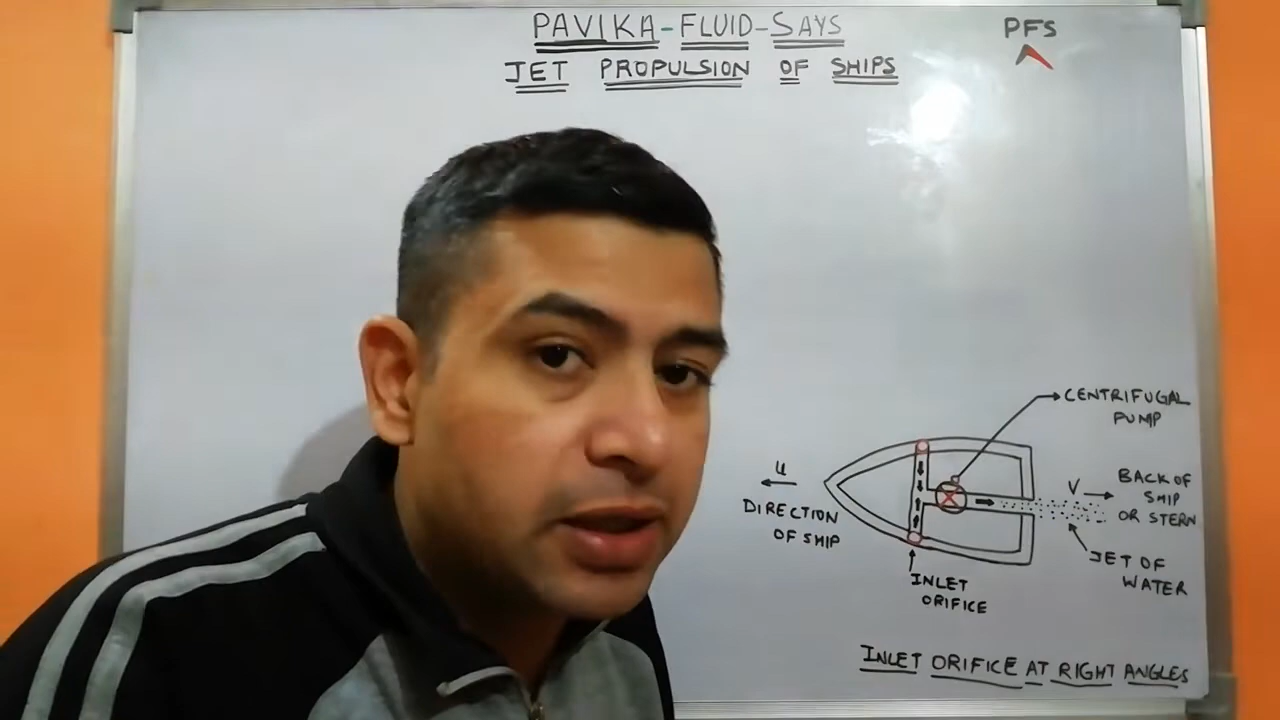 PAVIKA-FLUID-SAYS
PFS
JET PROPULSION OF SHIPS
CENTRIFUGAL
PUMP
u
DIRECTION
OF SHIP
V
BACK OF
SHIP
OR STERN
JET OF
WATER
INLET
ORIFICE
INLET ORIFICE AT RIGHT ANGLES